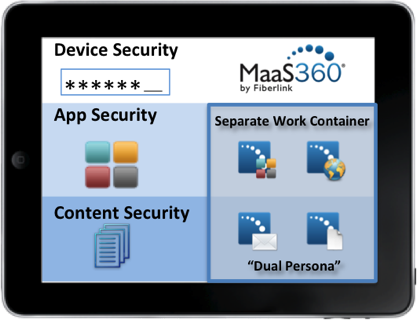 Device Security
******__
MaaS360®
by Fiberlink
App Security
Separate Work Container
Content Security
“Dual Persona”